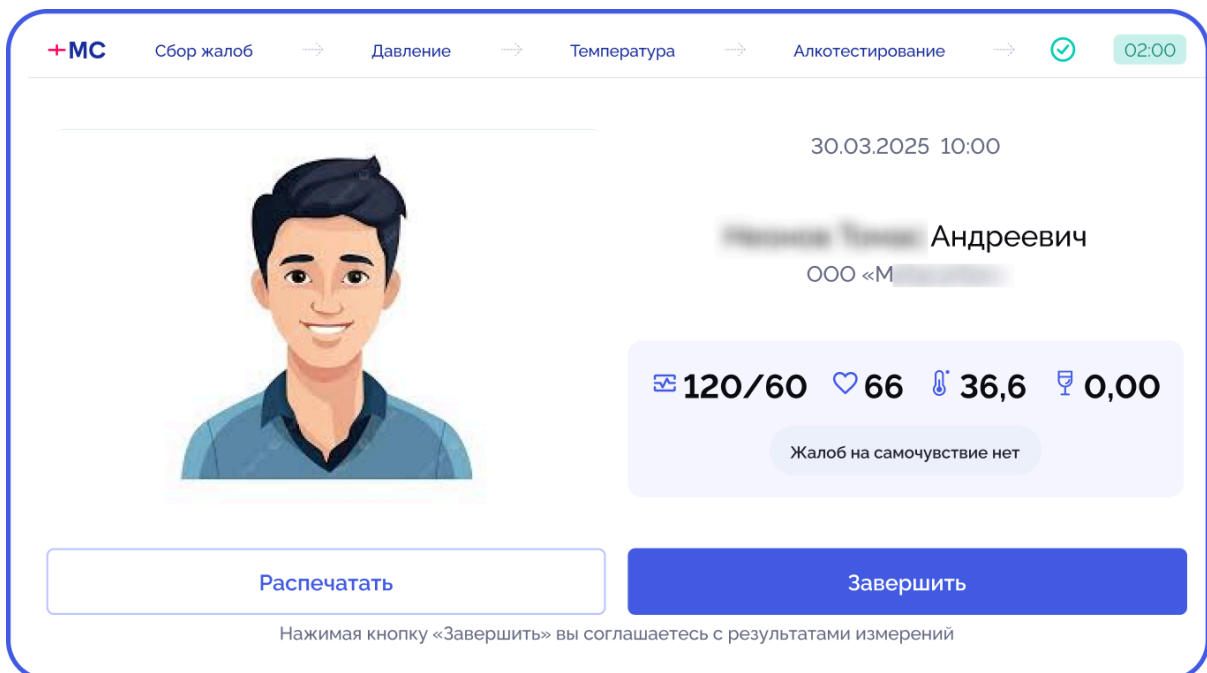 +МС Сбор жалоб Давление Температура Алкотестирование 02:00
30.03.2025 10:00
Андреевич
ООО «М
120/60 66 36,6 0,00
Жалоб на самочувствие нет
Распечатать Завершить
Нажимая кнопку «Завершить» вы соглашаетесь с результатами измерений